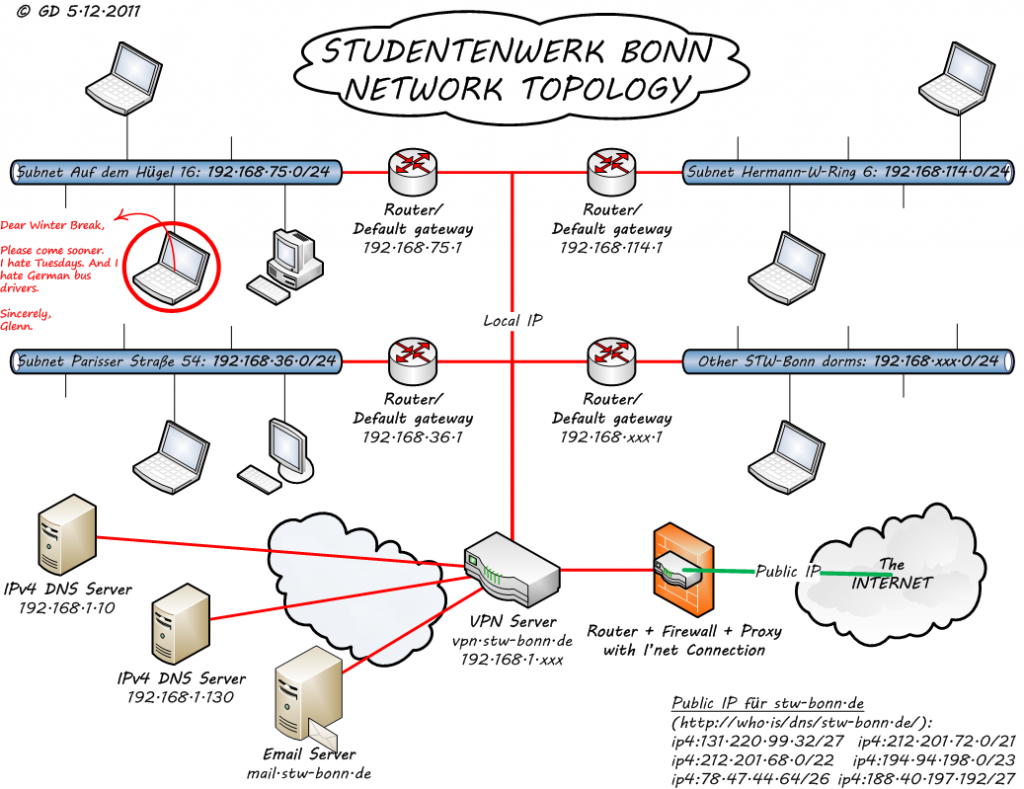 © GD 5·12·2011
STUDENTENWERK BONN
NETWORK TOPOLOGY
Subnet Auf dem Hügel 16: 192·168·75·0/24
Subnet Hermann-W-Ring 6: 192·168·114·0/24
Router/
Default gateway
192·168·75·1
Router/
Default gateway
192·168·114·1
Dear Winter Break,
Please come sooner.
I hate Tuesdays. And I
hate German bus
drivers.
Sincerely,
Glenn.
Local IP
Subnet Parisser Straße 54: 192·168·36·0/24
Other STW-Bonn dorms: 192·168·xxx·0/24
Router/
Default gateway
192·168·36·1
Router/
Default gateway
192·168·xxx·1
IPv4 DNS Server
192·168·1·10
IPv4 DNS Server
192·168·1·130
Email Server
mail·stw-bonn·de
VPN Server
vpn·stw-bonn·de
192·168·1·xxx
Router + Firewall + Proxy
with I'net Connection
Public IP
The
INTERNET
Public IP für stw-bonn·de
(http://who·is/dns/stw-bonn·de/):
ip4:131·220·99·32/27 ip4:212·201·72·0/21
ip4:212·201·68·0/22 ip4:194·94·198·0/23
ip4:78·47·44·64/26 ip4:188·40·197·192/27